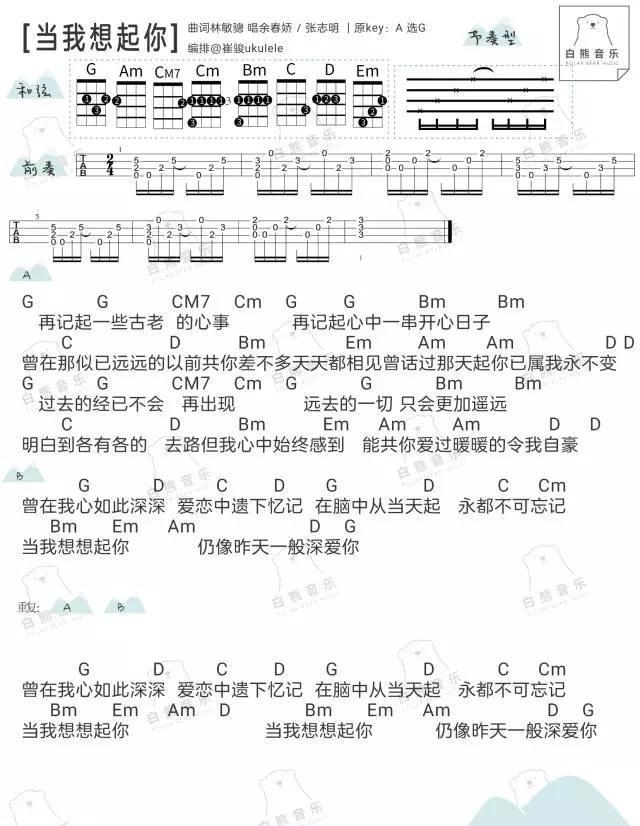 [当我想起你]
曲词林敏骢 唱余春娇 / 张志明 | 原key：A 选G
编排@崔骏ukulele
节奏型
白熊音乐
POLAR BEAR MUSIC
和弦
G Am CM7 Cm Bm C D Em
前奏
A
G G CM7 Cm G G Bm Bm
再记起一些古老 的心事 再记起心中一串开心日子
C D Bm Em Am Am D D
曾在那似已远远的以前共你差不多天天都相见曾话过那天起你已属我永不变
G G CM7 Cm G G Bm Bm
过去的经已不会 再出现 远去的一切 只会更加遥远
C D Bm Em Am Am D D
明白到各有各的 去路但我心中始终感到 能共你爱过暖暖的令我自豪
B
G D C D G D C Cm
曾在我心如此深深 爱恋中遗下忆记 在脑中从当天起 永都不可忘记
Bm Em Am D G
当我想想起你 仍像昨天一般深爱你
重复： A B
G D C D G D C Cm
曾在我心如此深深 爱恋中遗下忆记 在脑中从当天起 永都不可忘记
Bm Em Am D Bm Em Am D G
当我想想起你 当我想想起你 仍像昨天一般深爱你